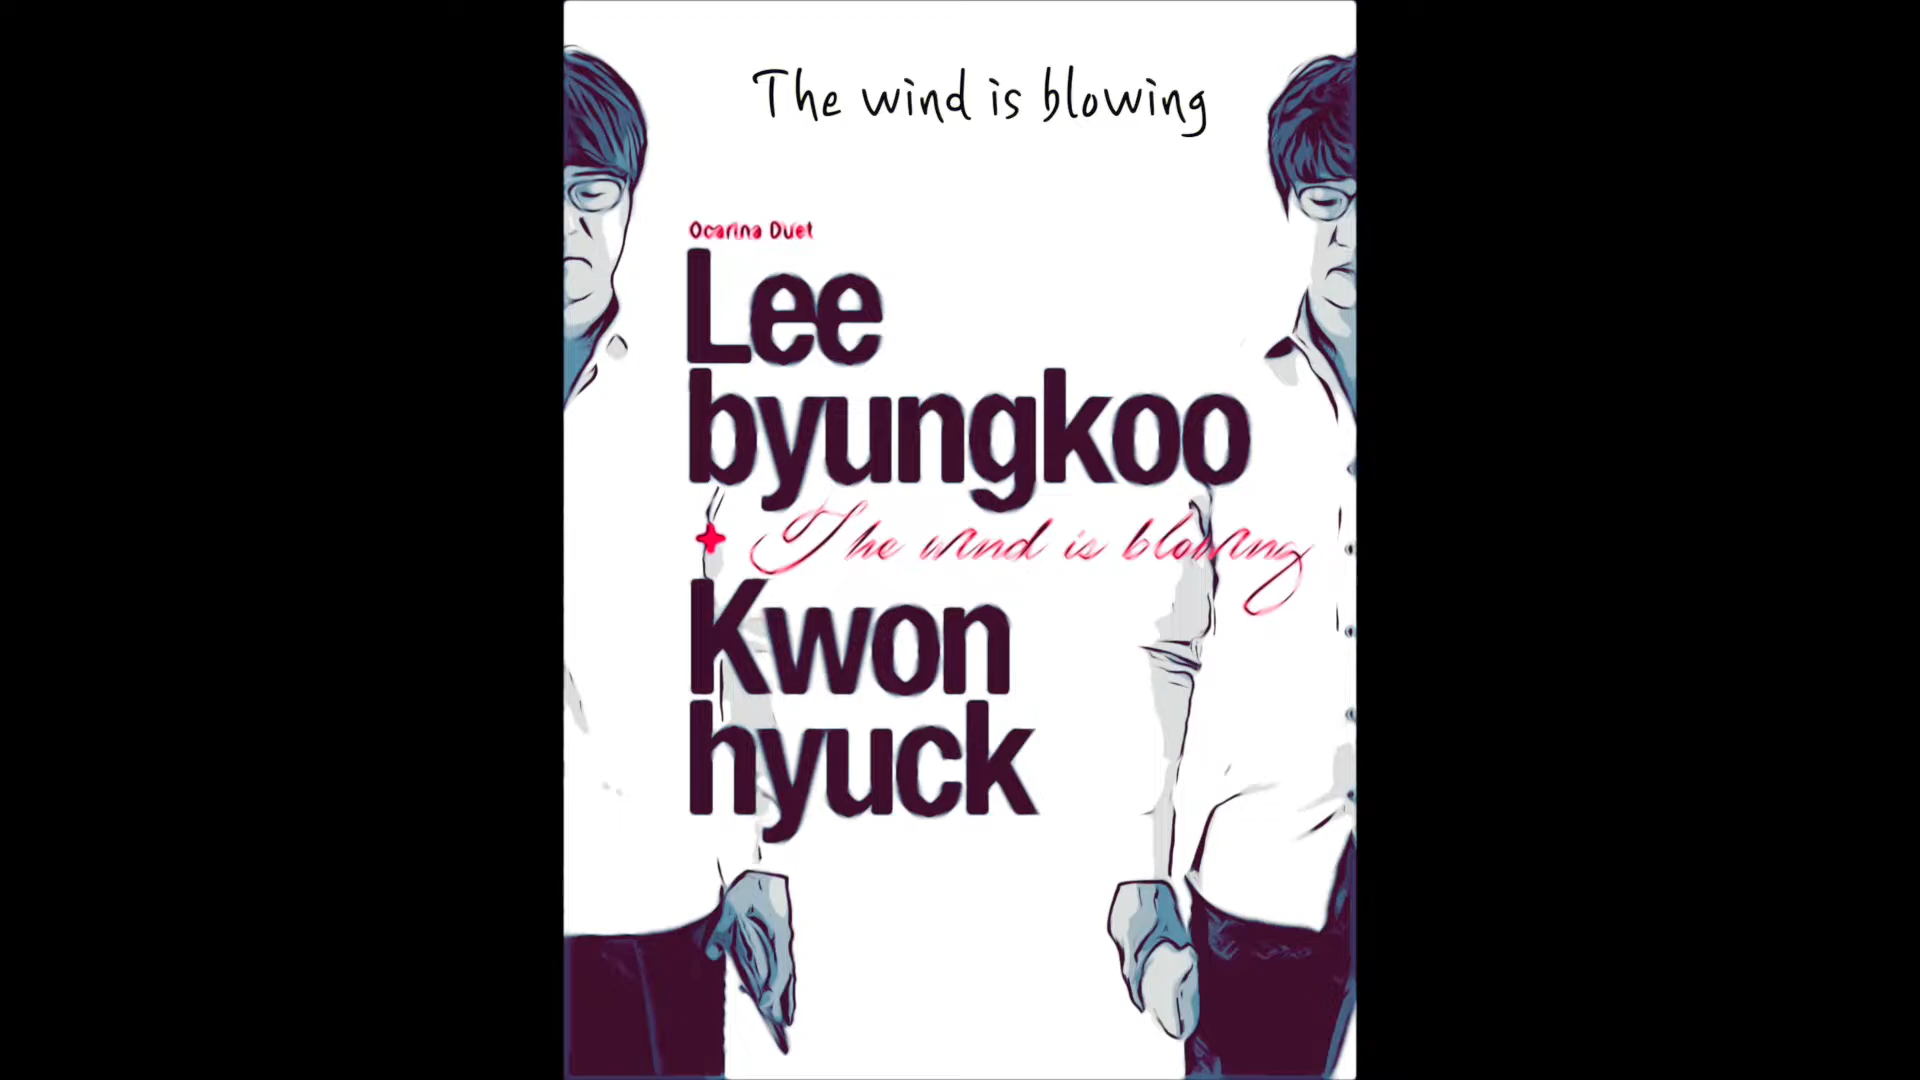 The wind is blowing
Ocarina Duet
Lee
byungkoo
The wind is blowing
Kwon
hyuck